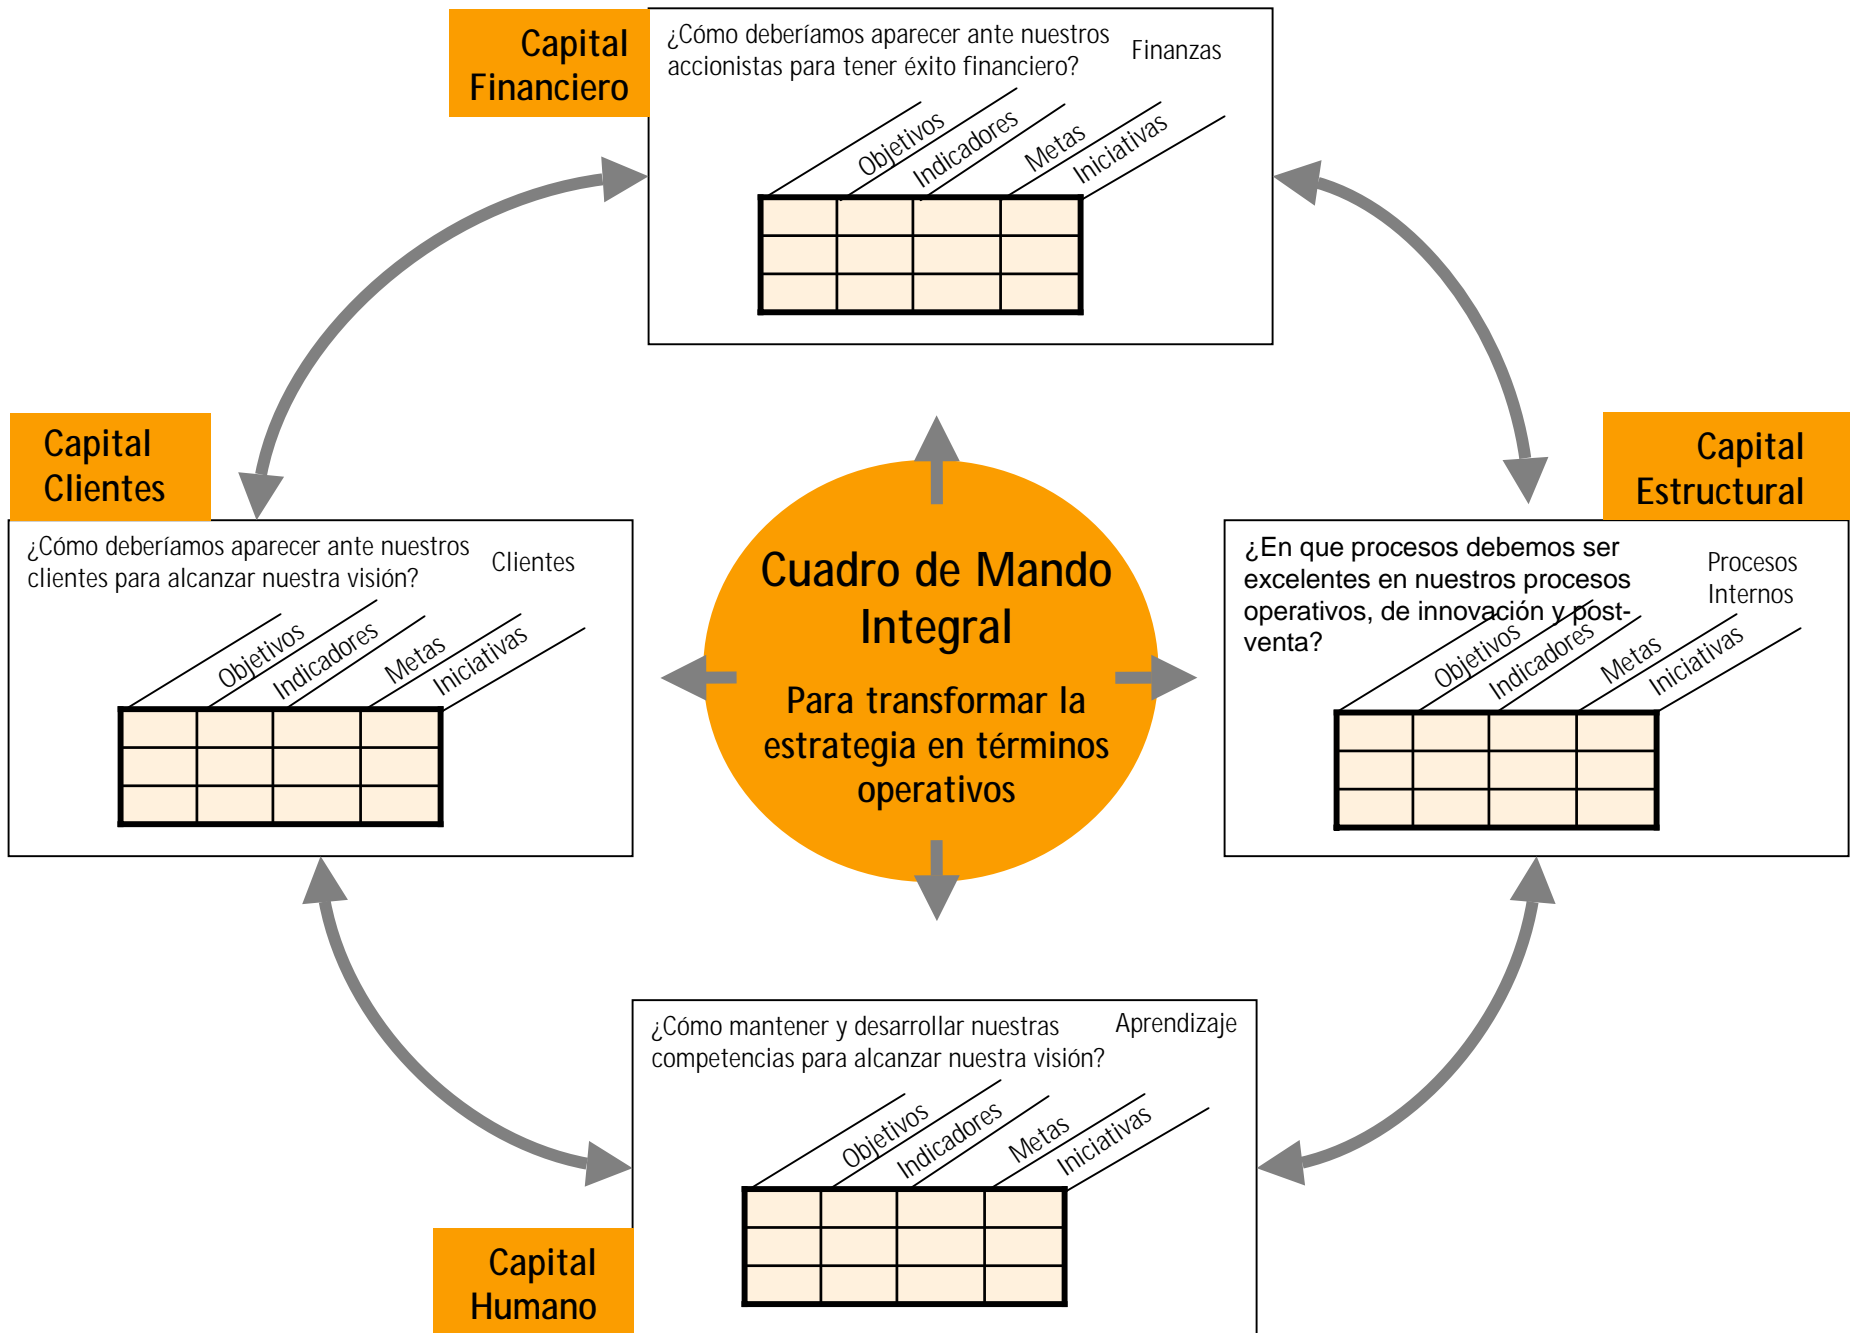 Capital
Financiero
¿Cómo deberíamos aparecer ante nuestros
accionistas para tener éxito financiero?
Finanzas
Objetivos
Indicadores
Metas
Iniciativas
Capital
Clientes
¿Cómo deberíamos aparecer ante nuestros
clientes para alcanzar nuestra visión?
Clientes
Objetivos
Indicadores
Metas
Iniciativas
Cuadro de Mando
Integral
Para transformar la
estrategia en términos
operativos
Capital
Estructural
¿En que procesos debemos ser
excelentes en nuestros procesos
operativos, de innovación y post-
venta?
Procesos
Internos
Objetivos
Indicadores
Metas
Iniciativas
¿Cómo mantener y desarrollar nuestras
competencias para alcanzar nuestra visión?
Aprendizaje
Objetivos
Indicadores
Metas
Iniciativas
Capital
Humano